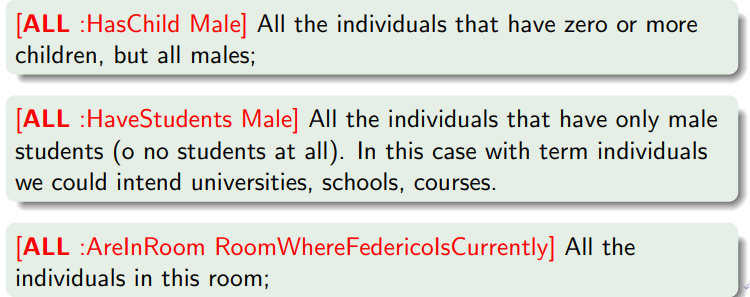 [ALL :HasChild Male] All the individuals that have zero or more
children, but all males;
[ALL :HaveStudents Male] All the individuals that have only male
students (o no students at all). In this case with term individuals
we could intend universities, schools, courses.
[ALL :AreInRoom RoomWhereFedericoIsCurrently] All the
individuals in this room;